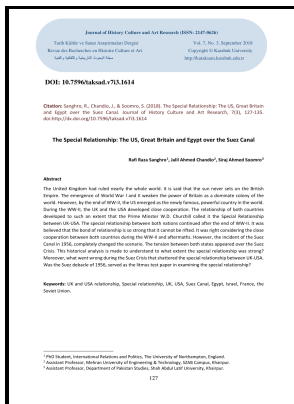 Journal of History Culture and Art Research (ISSN: 2147-0626)
Tarih Kültür ve Sanat Araştırmaları Dergisi
Vol. 7, No. 3, September 2018
Revue des Recherches en Histoire Culture et Art
Copyright © Karabuk University
http://kutaksam.karabuk.edu.tr
DOI: 10.7596/taksad.v7i3.1614
Citation: Sanghro, R., Chandio, J., & Soomro, S. (2018). The Special Relationship: The US, Great Britain
and Egypt over the Suez Canal. Journal of History Culture and Art Research, 7(3), 127-135.
doi:http://dx.doi.org/10.7596/taksad.v7i3.1614
The Special Relationship: The US, Great Britain and Egypt over the Suez Canal
Rafi Raza Sanghro¹, Jalil Ahmed Chandio², Siraj Ahmed Soomro³
Abstract
The United Kingdom had ruled nearly the whole world. It is said that the sun never sets on the British
Empire. The emergence of World War I and II weaken the power of Britain as a dominate colony of the
world. However, by the end of WW-II, the US emerged as the newly famous, powerful country in the world.
During the WW-II, the UK and the USA developed close cooperation. The relationship of both countries
developed to such an extent that the Prime Minister W.D. Churchill called it the Special Relationship
between UK-USA. The special relationship between both nations continued after the end of WW-II. It was
believed that the bond of relationship is so strong that it cannot be broken. It was right considering the close
cooperation between both countries during the WW-II and aftermaths. However, the incident of the Suez
Canal in 1956, completely changed the scenario. The tension between both states appeared over the Suez
Crisis. This historical analysis is made to understand to what extent the special relationship was strong?
Moreover, what went wrong during the Suez Crisis that shattered the special relationship between UK-USA.
Was the Suez debacle of 1956, served as the litmus test paper in examining the special relationship?
Keywords: UK and USA relationship, Special relationship, UK, USA, Suez Canal, Egypt, Israel, France, the
Soviet Union.
¹ PhD Student, International Relations and Politics, The University of Northampton, England.
² Assistant Professor, Mehran University of Engineering & Technology, SZAB Campus, Khairpur.
³ Assistant Professor, Department of Pakistan Studies, Shah Abdul Latif University, Khairpur.
127